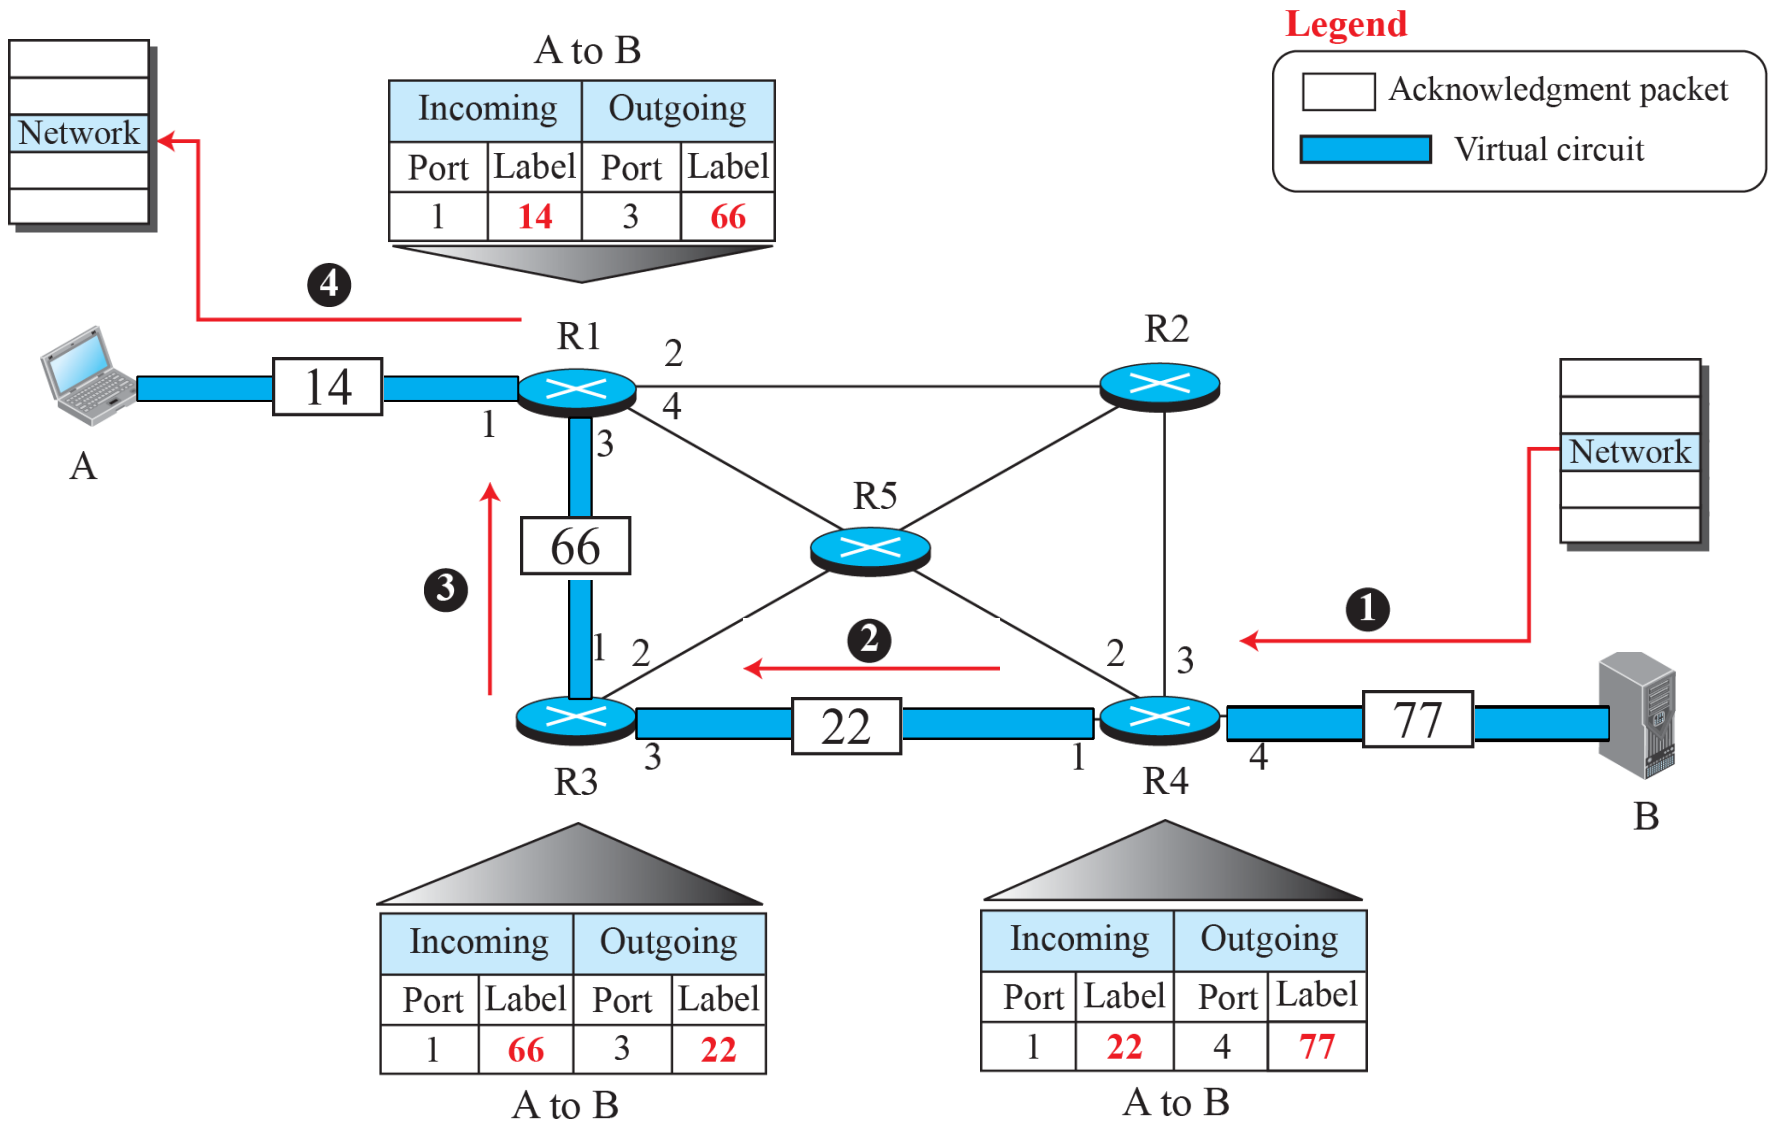 Legend
Acknowledgment packet
Virtual circuit
A to B
Incoming Outgoing
Port Label Port Label
1 14 3 66
Network
4
R1
R2
2
14
4
1
3
A
Network
R5
66
3
1
1 2
2
2 3
22
77
3
1
4
R3
R4
B
Incoming Outgoing
Port Label Port Label
1 66 3 22
A to B
Incoming Outgoing
Port Label Port Label
1 22 4 77
A to B